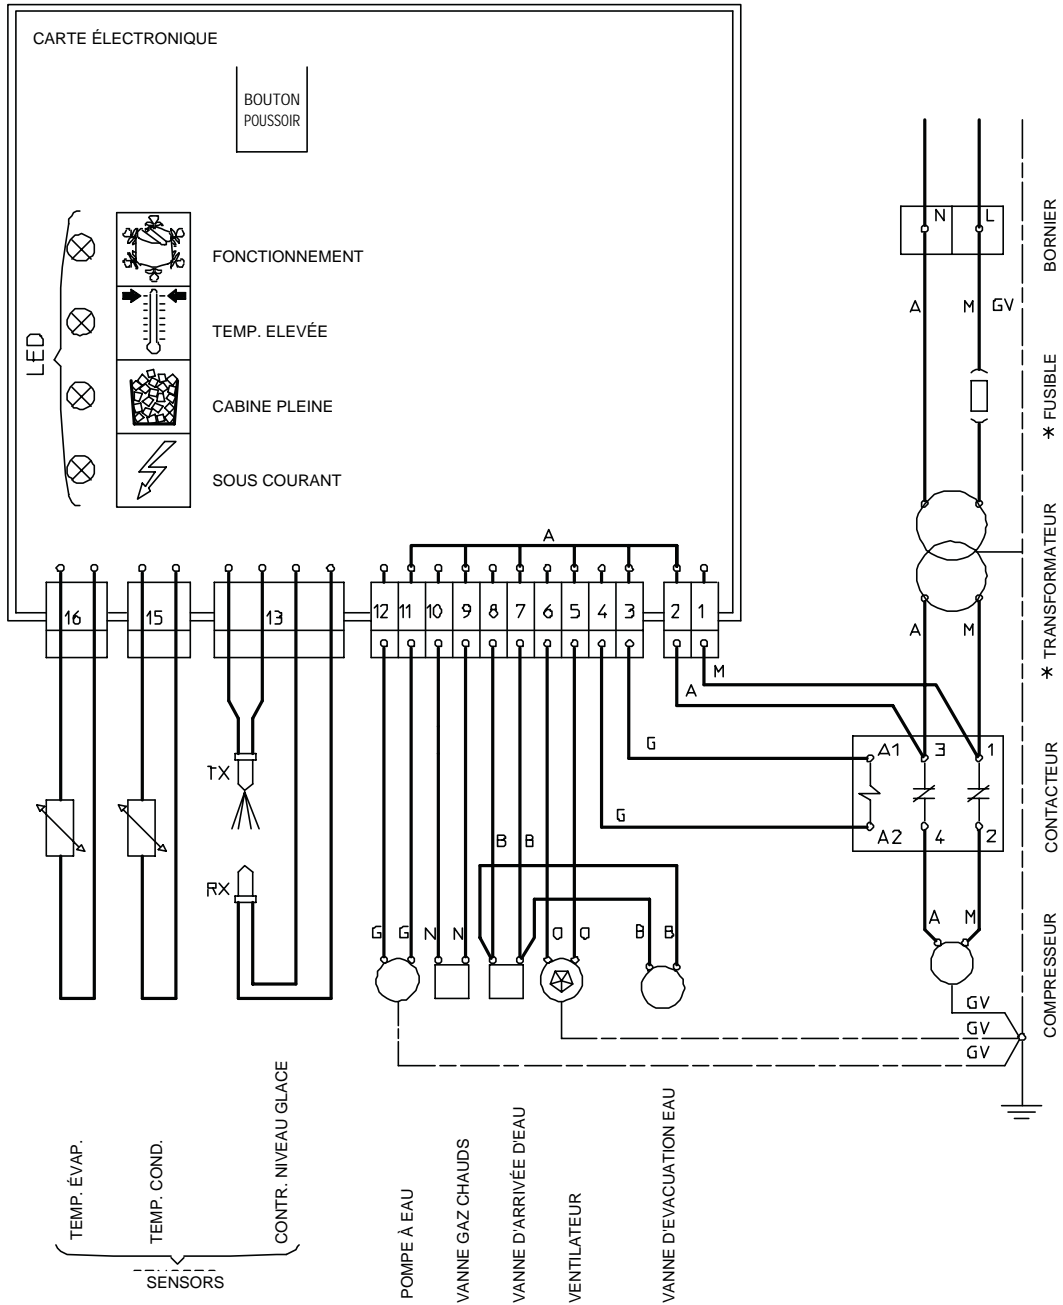 CARTE ÉLECTRONIQUE
BOUTON
POUSSOIR
LED
FONCTIONNEMENT
TEMP. ELEVÉE
CABINE PLEINE
SOUS COURANT
N L
A M GV
BORNIER
* FUSIBLE
* TRANSFORMATEUR
CONTACTEUR
COMPRESSEUR
A
16 15 13 12 11 10 9 8 7 6 5 4 3 2 1
A M
M
A
G
A1 3 1
TX
G
A2 4 2
B B
RX
G G N N O O B B
A M
GV
GV
GV
TEMP. ÉVAP.
TEMP. COND.
CONTR. NIVEAU GLACE
SENSORS
POMPE À EAU
VANNE GAZ CHAUDS
VANNE D'ARRIVÉE D'EAU
VENTILATEUR
VANNE D'EVACUATION EAU